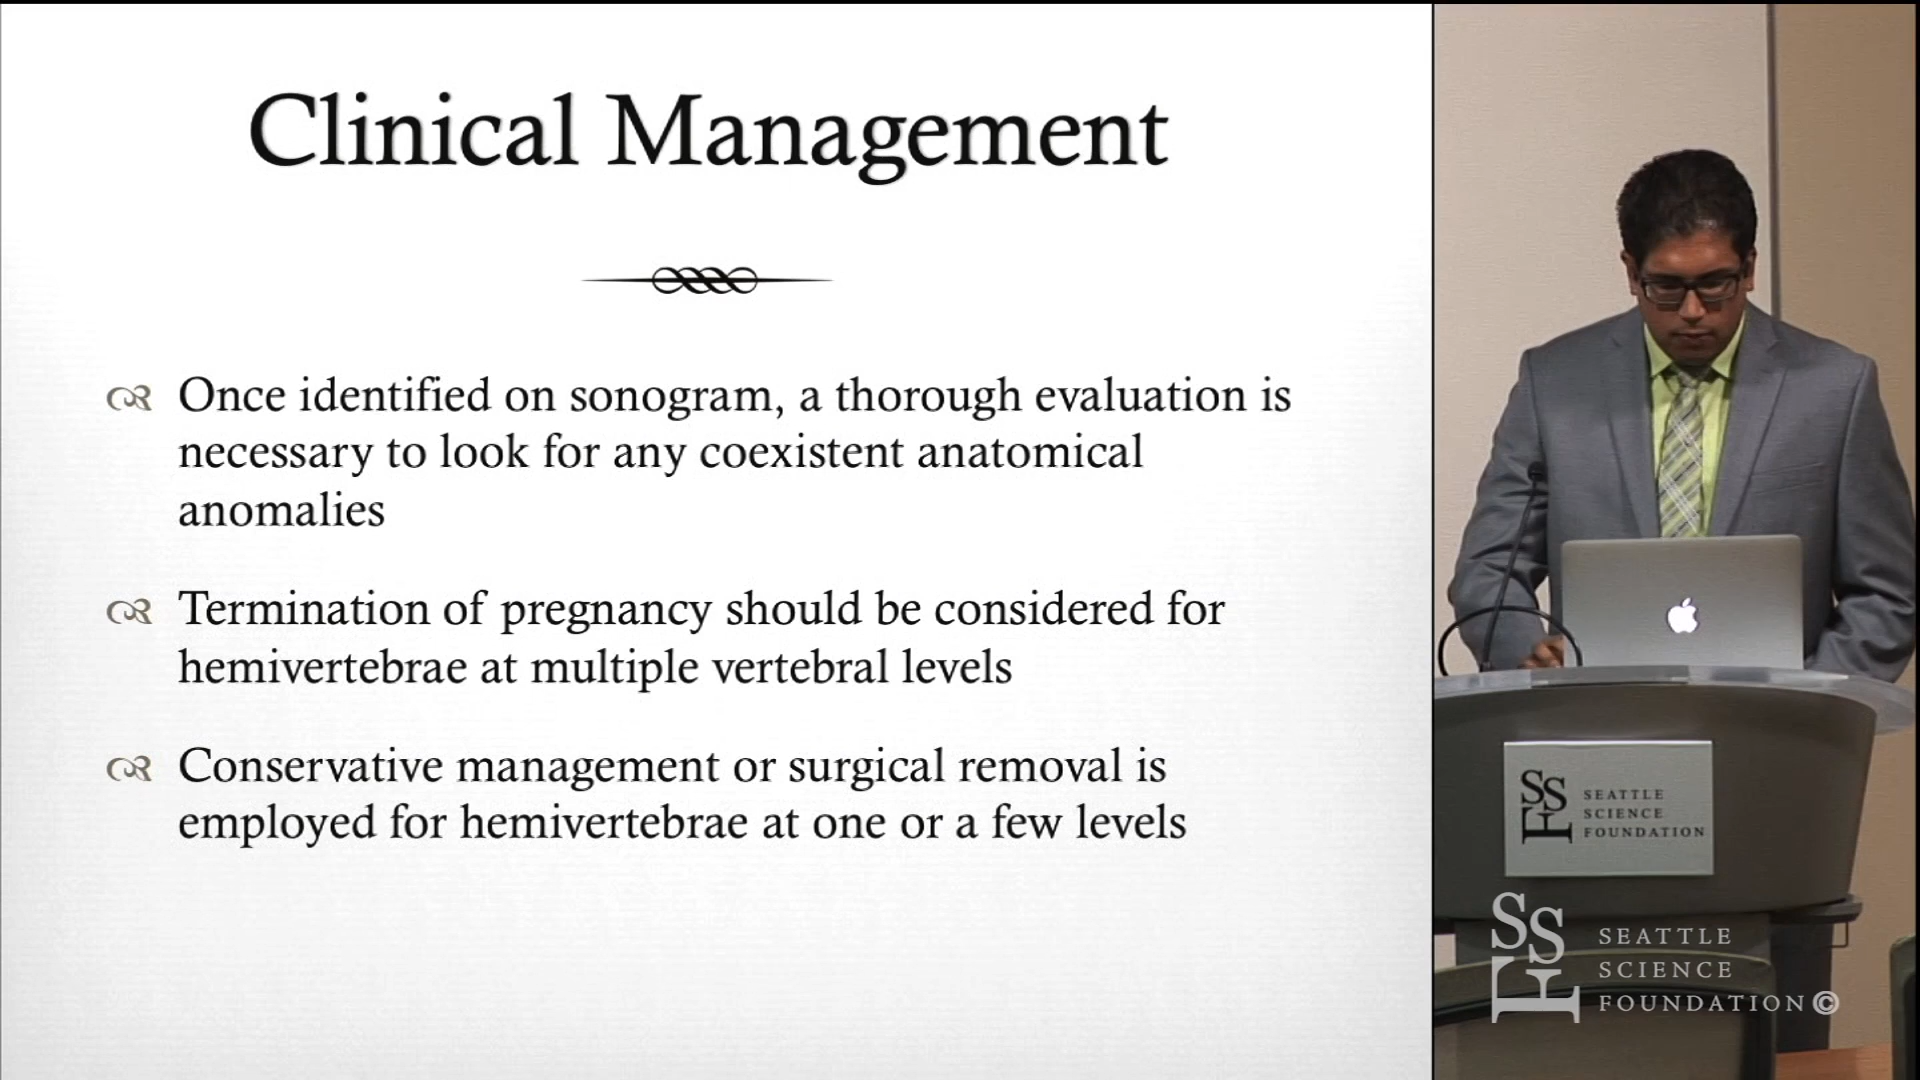 Clinical Management
Once identified on sonogram, a thorough evaluation is
necessary to look for any coexistent anatomical
anomalies
Termination of pregnancy should be considered for
hemivertebrae at multiple vertebral levels
Conservative management or surgical removal is
employed for hemivertebrae at one or a few levels
SSF
SEATTLE
SCIENCE
FOUNDATION
SSF
SEATTLE
SCIENCE
FOUNDATION©